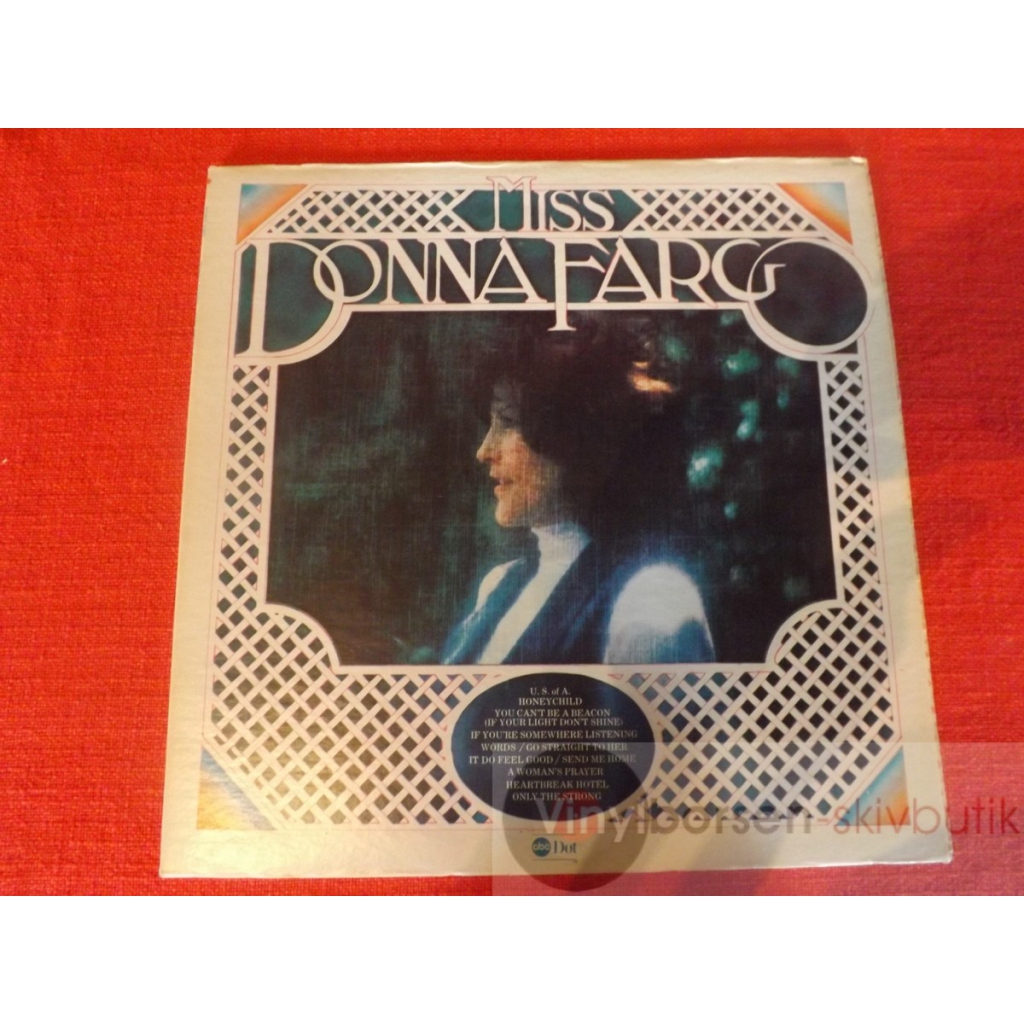 MISS
DONNA FARGO
U. S. of A.
HONEYCHILD
YOU CAN'T BE A BEACON
(IF YOUR LIGHT DON'T SHINE)
IF YOU'RE SOMEWHERE LISTENING
WORDS / GO STRAIGHT TO HER
IT DO FEEL GOOD / SEND ME HOME
A WOMAN'S PRAYER
HEARTBREAK HOTEL
ONLY THE STRONG
abc Dot
Vinylborsen-skivbutik